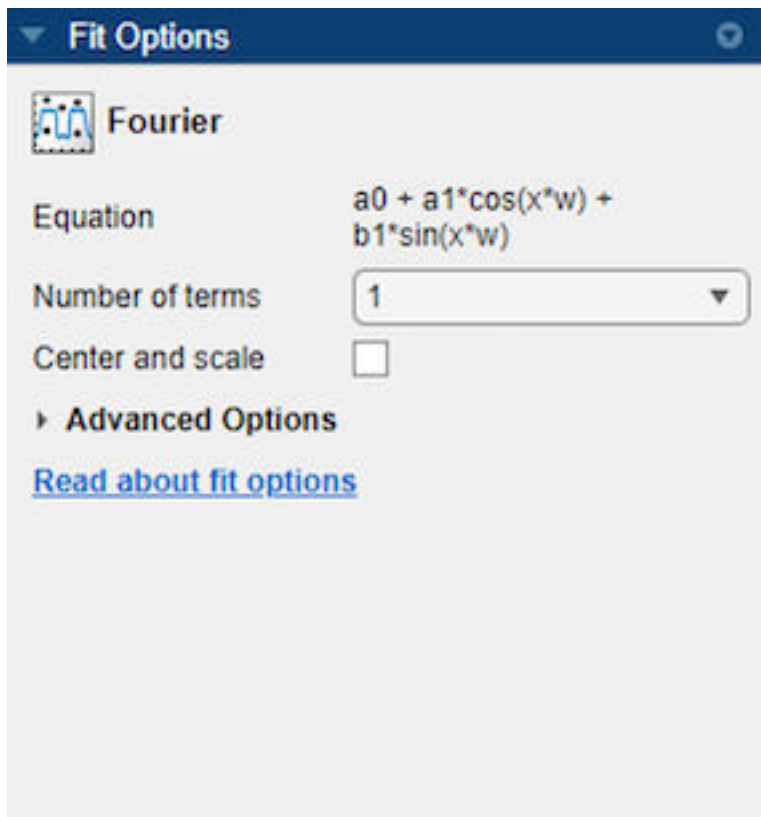 Fit Options
Fourier
Equation
a0 + a1*cos(x*w) +
b1*sin(x*w)
Number of terms
1
Center and scale
Advanced Options
Read about fit options